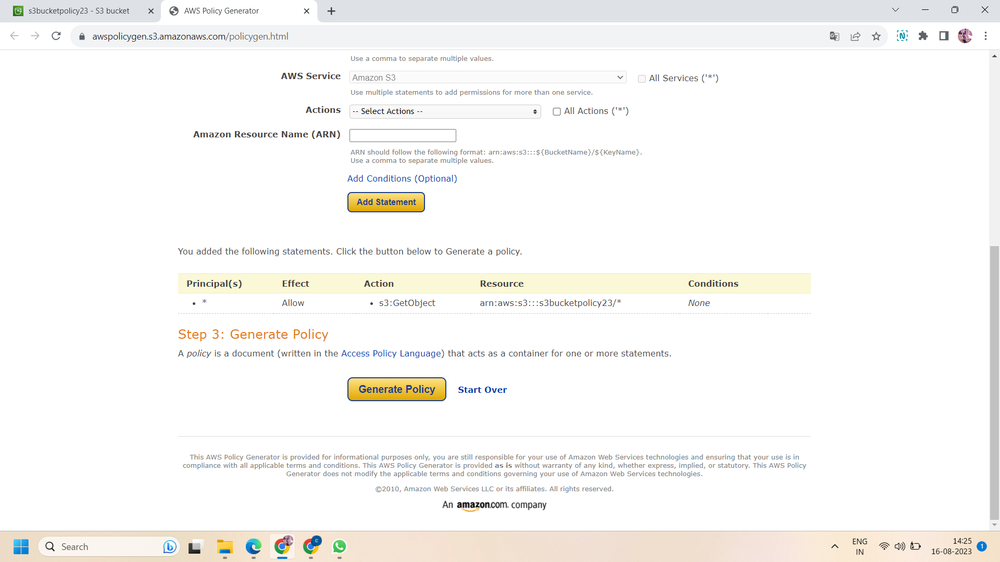 s3bucketpolicy23 - S3 bucket
AWS Policy Generator
awspolicygen.s3.amazonaws.com/policygen.html
Use a comma to separate multiple values.
AWS Service
Amazon S3
All Services ('*')
Use multiple statements to add permissions for more than one service.
Actions
-- Select Actions --
All Actions ('*')
Amazon Resource Name (ARN)
ARN should follow the following format: arn:aws:s3:::${BucketName}/${KeyName}.
Use a comma to separate multiple values.
Add Conditions (Optional)
Add Statement
You added the following statements. Click the button below to Generate a policy.
Principal(s) Effect Action Resource Conditions
• * Allow • s3:GetObject arn:aws:s3:::s3bucketpolicy23/* None
Step 3: Generate Policy
A policy is a document (written in the Access Policy Language) that acts as a container for one or more statements.
Generate Policy Start Over
This AWS Policy Generator is provided for informational purposes only, you are still responsible for your use of Amazon Web Services technologies and ensuring that your use is in
compliance with all applicable terms and conditions. This AWS Policy Generator is provided as is without warranty of any kind, whether express, implied, or statutory. This AWS Policy
Generator does not modify the applicable terms and conditions governing your use of Amazon Web Services technologies.
©2010, Amazon Web Services LLC or its affiliates. All rights reserved.
An amazon.com. company
Search
C
ENG
IN
14:25
16-08-2023
1